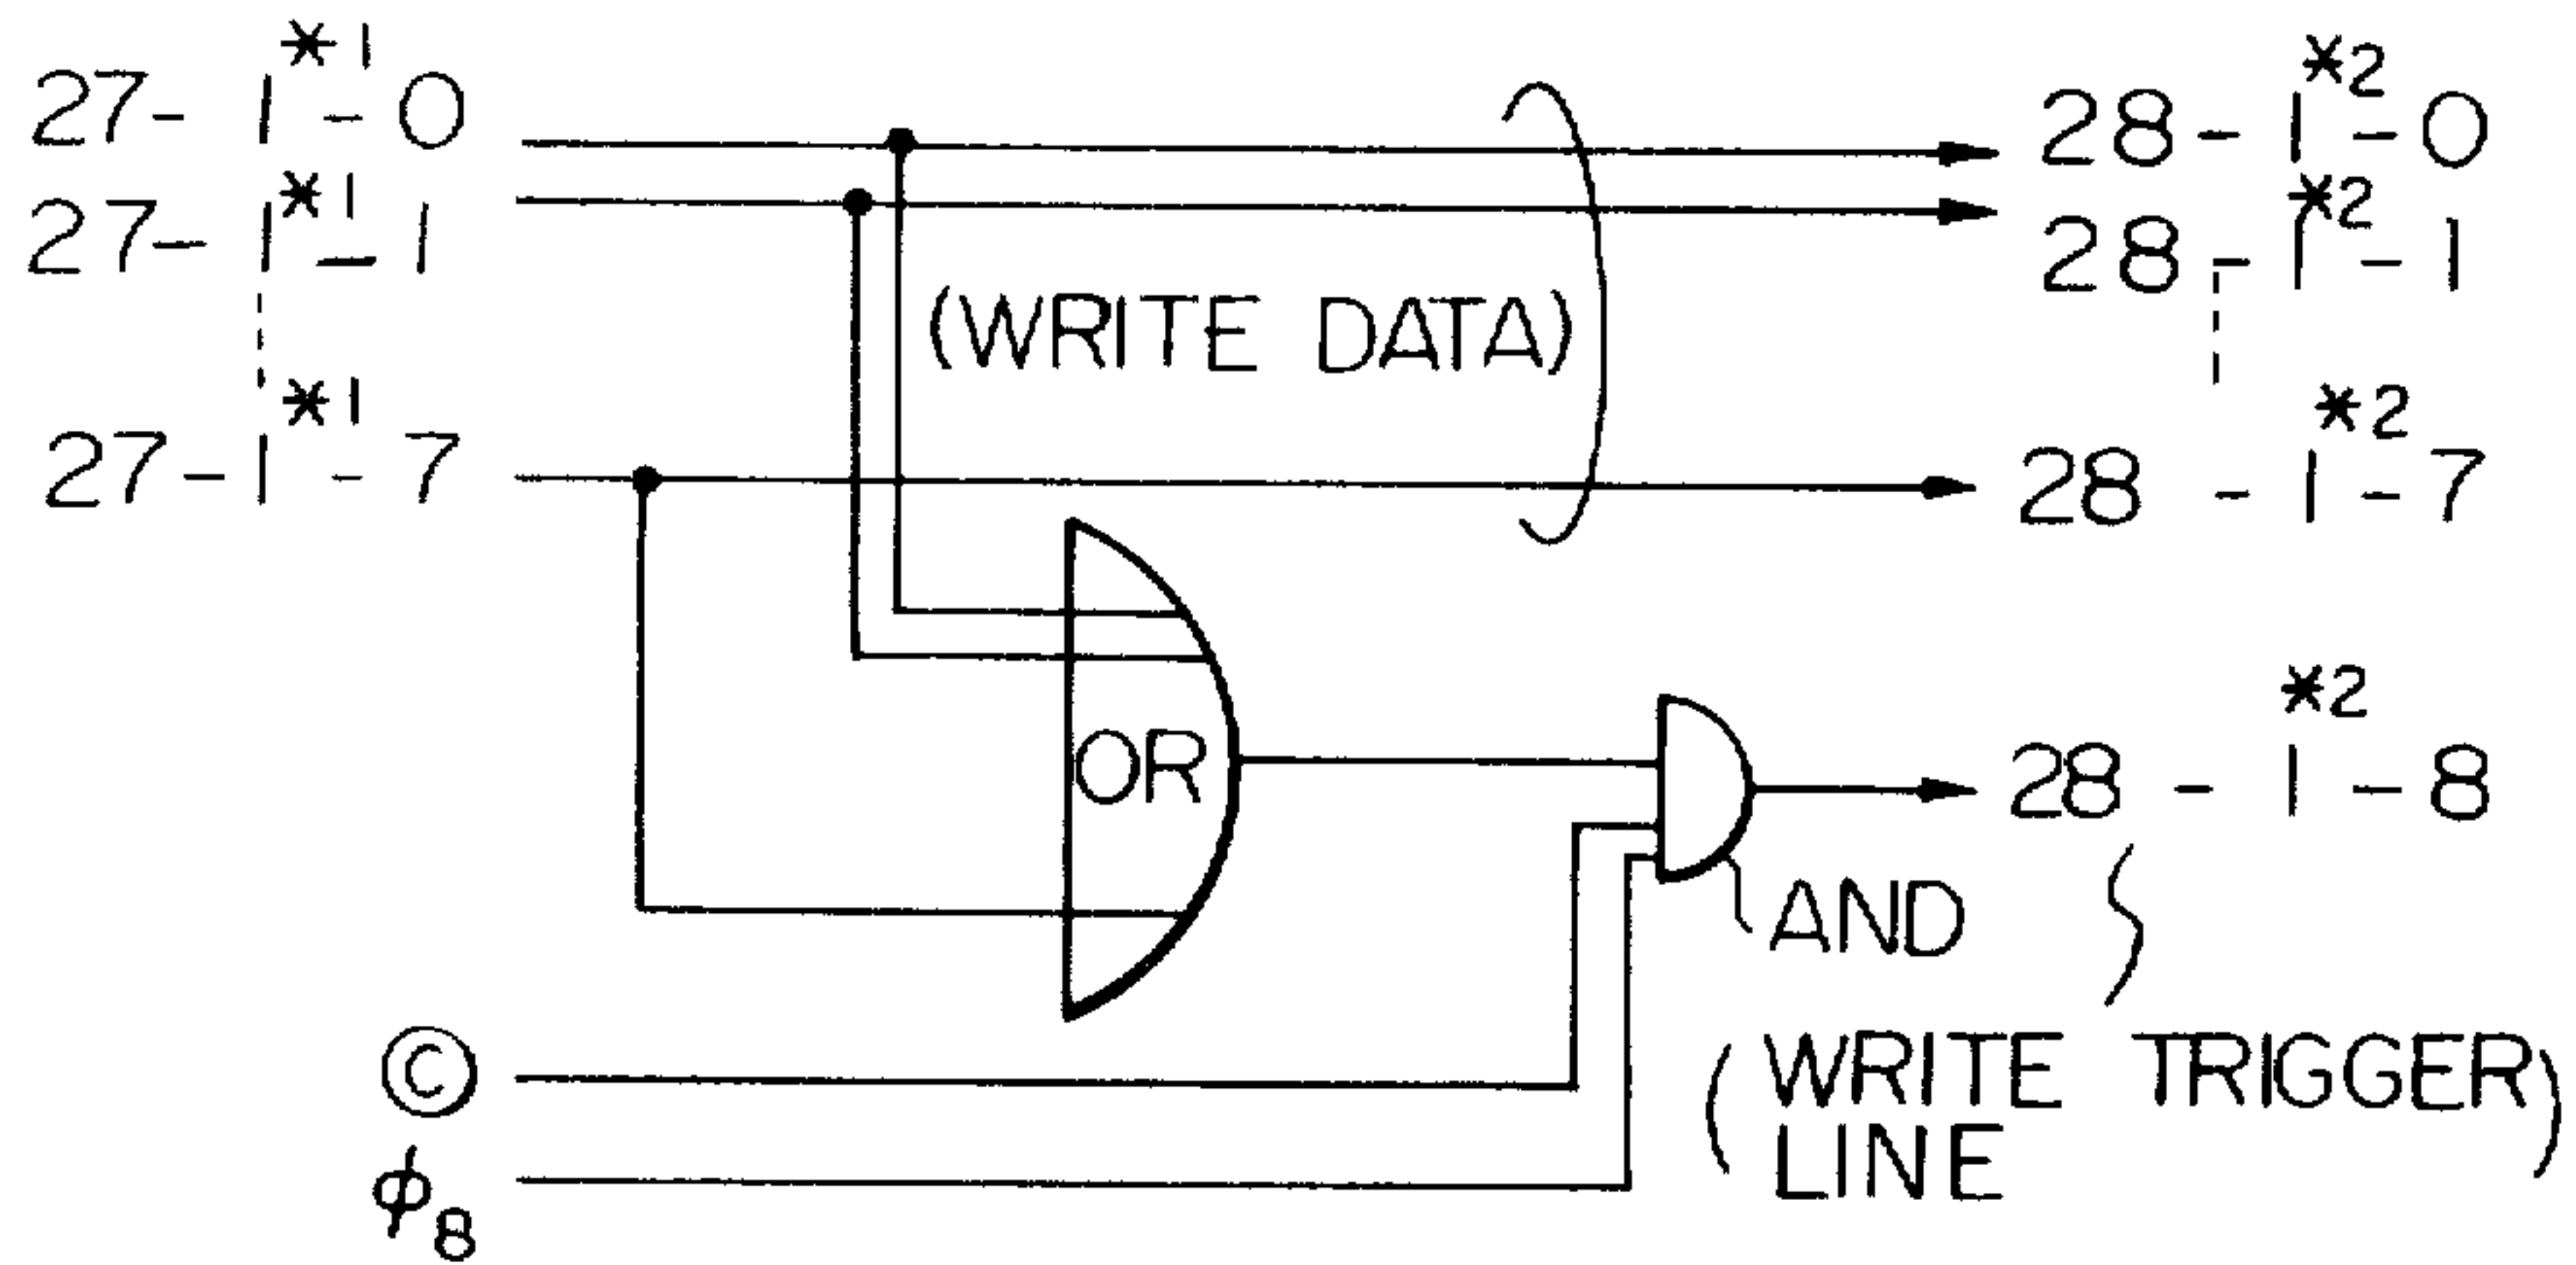 27-1*1-0
28-1*2-0
27-1*1-1
28-1*2-1
(WRITE DATA)
27-1*1-7
28-1*2-7
OR
28-1*2-8
AND
(WRITE TRIGGER
LINE)
Ⓒ
ϕ8